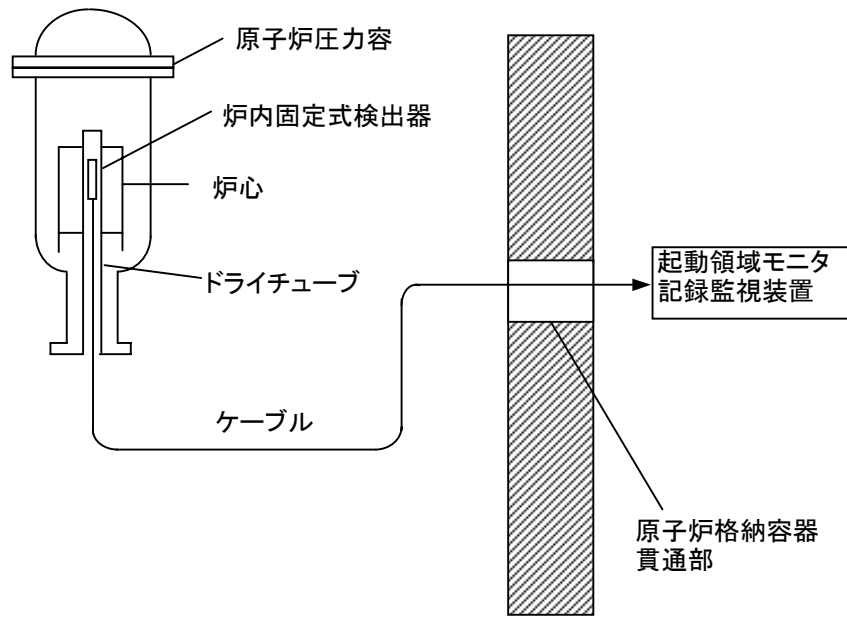 原子炉圧力容
炉内固定式検出器
炉心
ドライチューブ
起動領域モニタ
記録監視装置
ケーブル
原子炉格納容器
貫通部